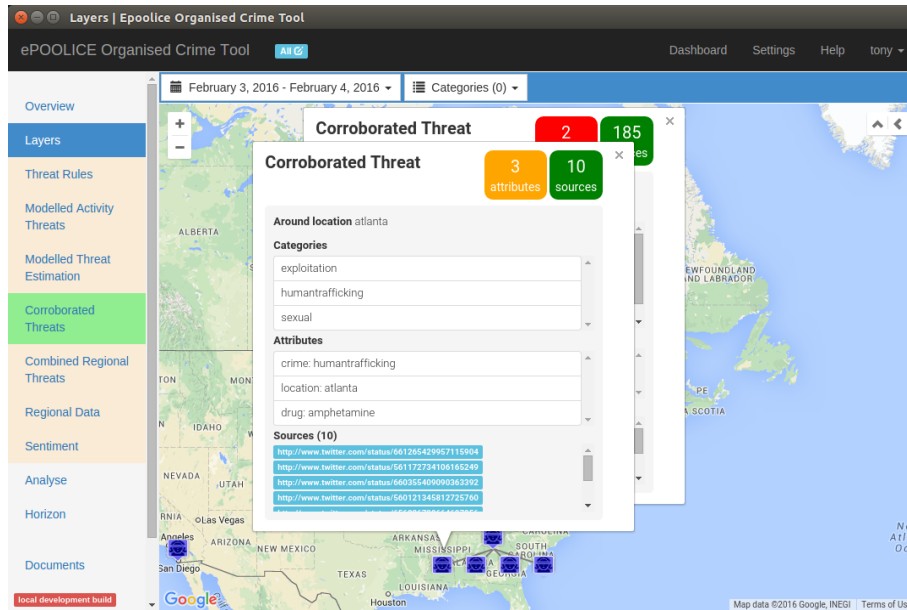 Layers | Epoolice Organised Crime Tool
ePOOLICE Organised Crime Tool
All
Dashboard
Settings
Help
tony
Overview
Layers
Threat Rules
Modelled Activity
Threats
Modelled Threat
Estimation
Corroborated
Threats
Combined Regional
Threats
Regional Data
Sentiment
Analyse
Horizon
Documents
local development build
February 3, 2016 - February 4, 2016
Categories (0)
+
−
Corroborated Threat
2
185
×
Corroborated Threat
3
attributes
10
sources
×
Around location atlanta
Categories
exploitation
humantrafficking
sexual
Attributes
crime: humantrafficking
location: atlanta
drug: amphetamine
Sources (10)
http://www.twitter.com/status/661265429957115904
http://www.twitter.com/status/561172734106165249
http://www.twitter.com/status/660355409090363392
http://www.twitter.com/status/560121345812725760
ALBERTA
MON
IDAHO
NEVADA
UTAH
Las Vegas
Angeles
ARIZONA
San Diego
NEW MEXICO
TEXAS
Houston
ARKANSAS
MISSISSIPPI
LOUISIANA
GEORGIA
SOUTH
CAROLINA
EWFOUNDLAND
ND LABRADOR
PE
A SCOTIA
Google
Map data ©2016 Google, INEGI
Terms of Us